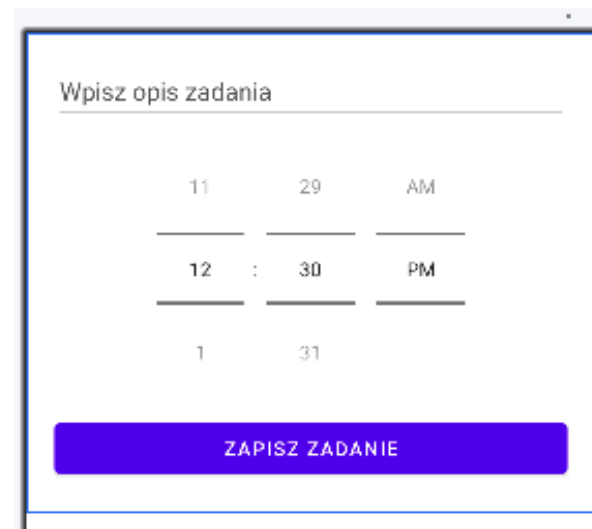 Wpisz opis zadania
11 29 AM
12 : 30 PM
1 31
ZAPISZ ZADANIE